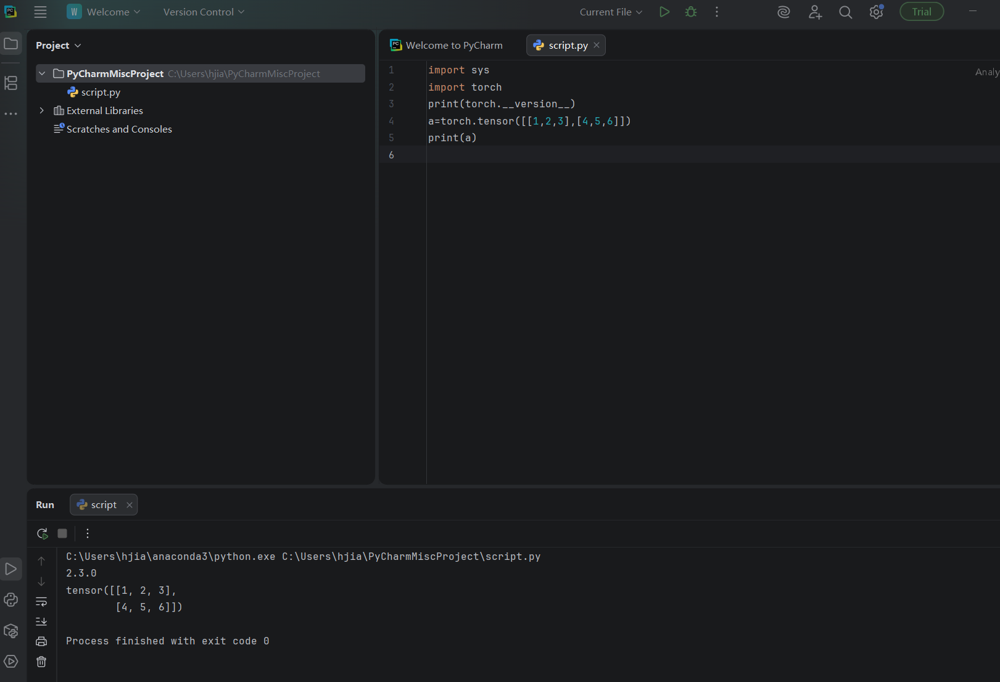 W Welcome Version Control Current File Trial
Project
PyCharmMiscProject C:\Users\hjia\PyCharmMiscProject
script.py
External Libraries
Scratches and Consoles
Welcome to PyCharm script.py
Analy
1 import sys
2 import torch
3 print(torch.__version__)
4 a=torch.tensor([[1,2,3],[4,5,6]])
5 print(a)
6
Run script
C:\Users\hjia\anaconda3\python.exe C:\Users\hjia\PyCharmMiscProject\script.py
2.3.0
tensor([[1, 2, 3],
        [4, 5, 6]])
Process finished with exit code 0